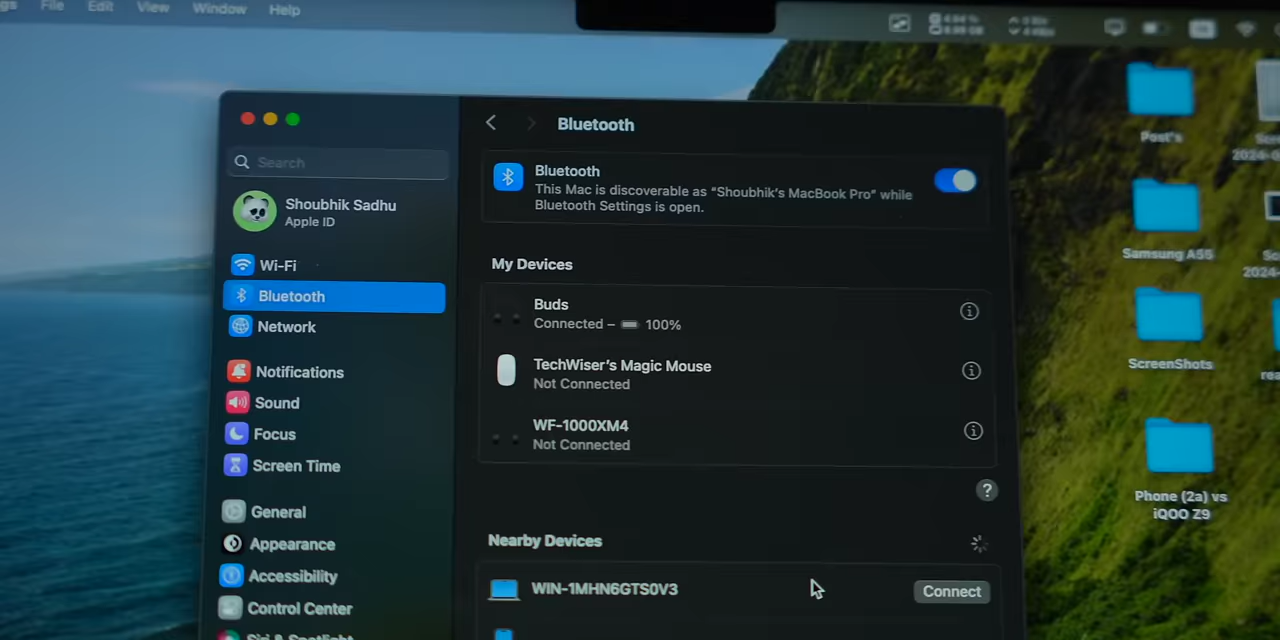 File Edit View Window Help
Bluetooth
Search
Shoubhik Sadhu
Apple ID
Wi-Fi
Bluetooth
Network
Notifications
Sound
Focus
Screen Time
General
Appearance
Accessibility
Control Center
Siri & Spotlight
Bluetooth
This Mac is discoverable as “Shoubhik’s MacBook Pro” while
Bluetooth Settings is open.
My Devices
Buds
Connected – 100%
TechWiser’s Magic Mouse
Not Connected
WF-1000XM4
Not Connected
?
Nearby Devices
WIN-1MHN6GTS0V3
Connect
Post's
Samsung A55
ScreenShots
Phone (2a) vs
iQOO Z9